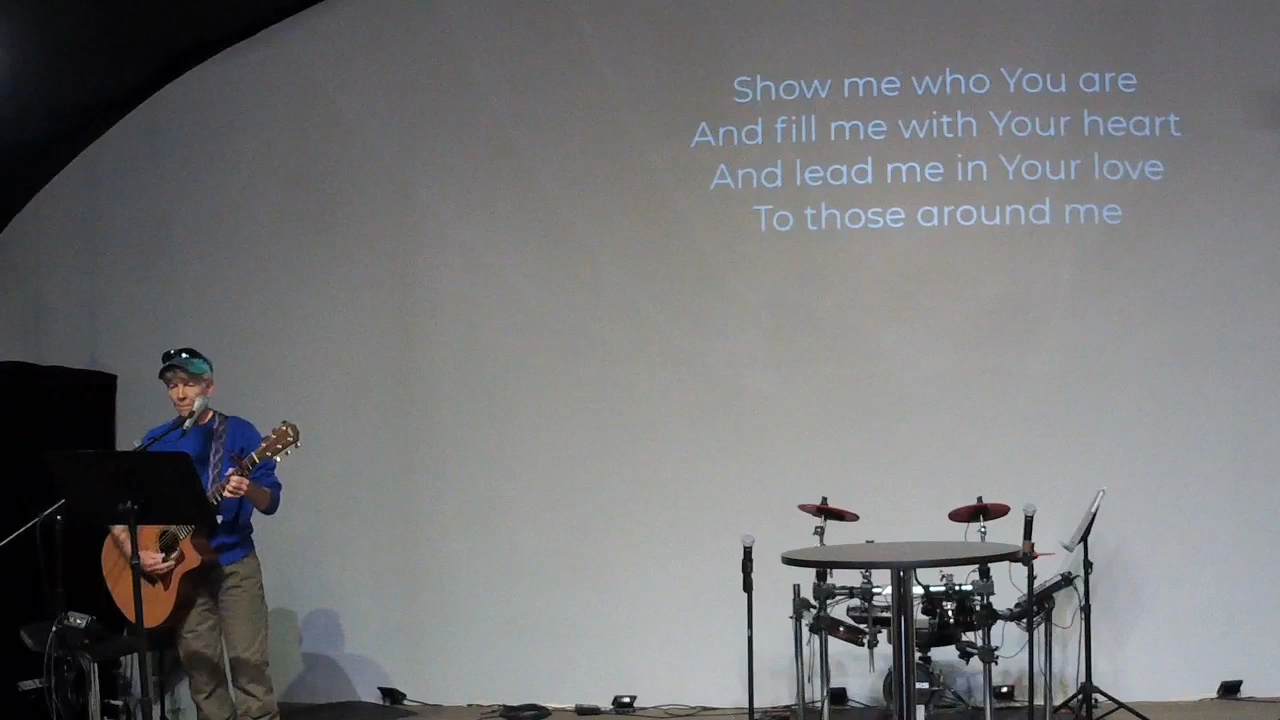 Show me who You are
And fill me with Your heart
And lead me in Your love
To those around me